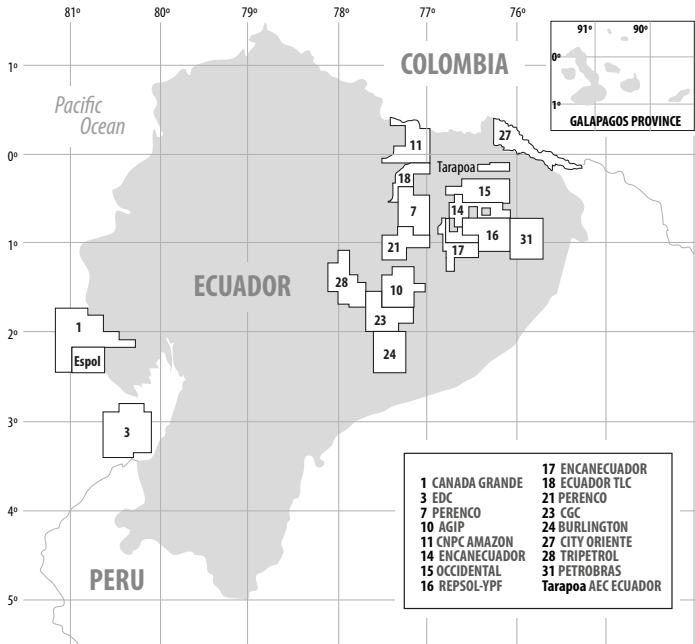 81º 80º 79º 78º 77º 76º
91º 90º
0º
1º
GALAPAGOS PROVINCE
COLOMBIA
Pacific
Ocean
ECUADOR
PERU
1º
0º
1º
2º
3º
4º
5º
11
27
Tarapoa
18
15
7
14
16
31
21
17
28
10
23
24
1
Espol
3
1 CANADA GRANDE
3 EDC
7 PERENCO
10 AGIP
11 CNPC AMAZON
14 ENCANECUADOR
15 OCCIDENTAL
16 REPSOL-YPF
17 ENCANECUADOR
18 ECUADOR TLC
21 PERENCO
23 CGC
24 BURLINGTON
27 CITY ORIENTE
28 TRIPETROL
31 PETROBRAS
Tarapoa AEC ECUADOR